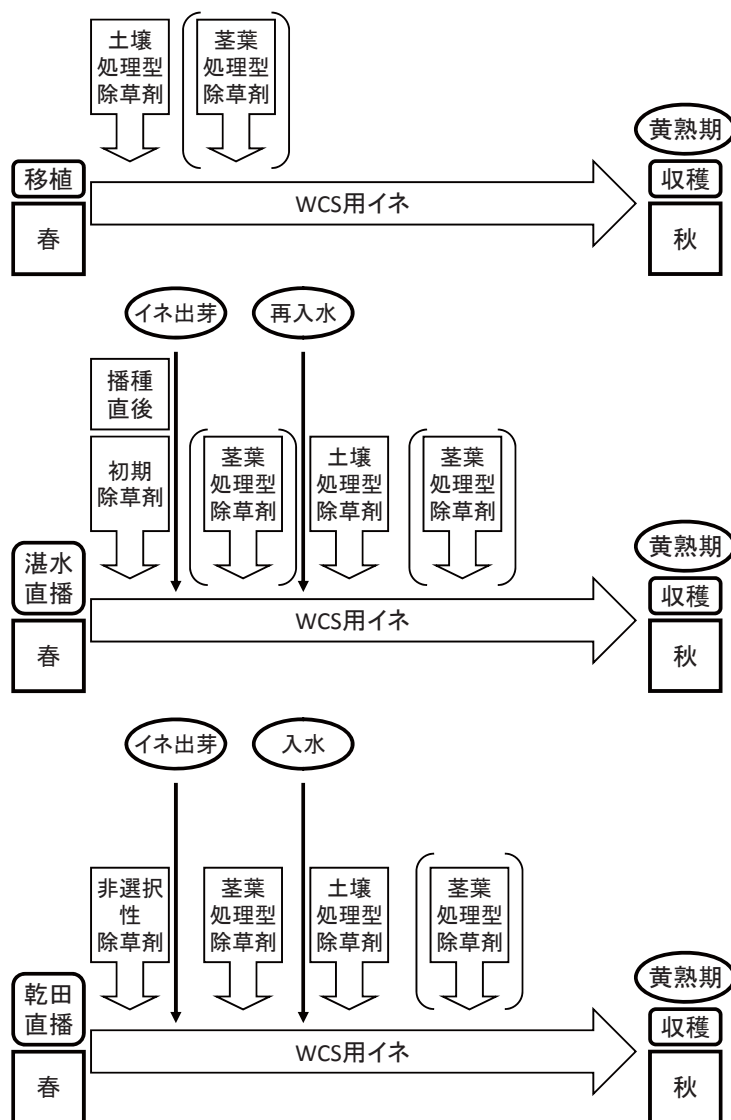 土壌
処理型
除草剤
茎葉
処理型
除草剤
黄熟期
移植
収穫
WCS用イネ
春
秋
イネ出芽
再入水
播種
直後
初期
除草剤
茎葉
処理型
除草剤
土壌
処理型
除草剤
茎葉
処理型
除草剤
黄熟期
湛水
直播
収穫
WCS用イネ
春
秋
イネ出芽
入水
非選択
性
除草剤
茎葉
処理型
除草剤
土壌
処理型
除草剤
茎葉
処理型
除草剤
黄熟期
乾田
直播
収穫
WCS用イネ
春
秋